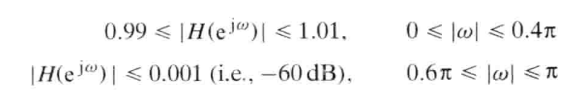 0.99 ⩽ |H(e^{jω})| ⩽ 1.01, 0 ⩽ |ω| ⩽ 0.4π
|H(e^{jω})| ⩽ 0.001 (i.e., −60 dB), 0.6π ⩽ |ω| ⩽ π